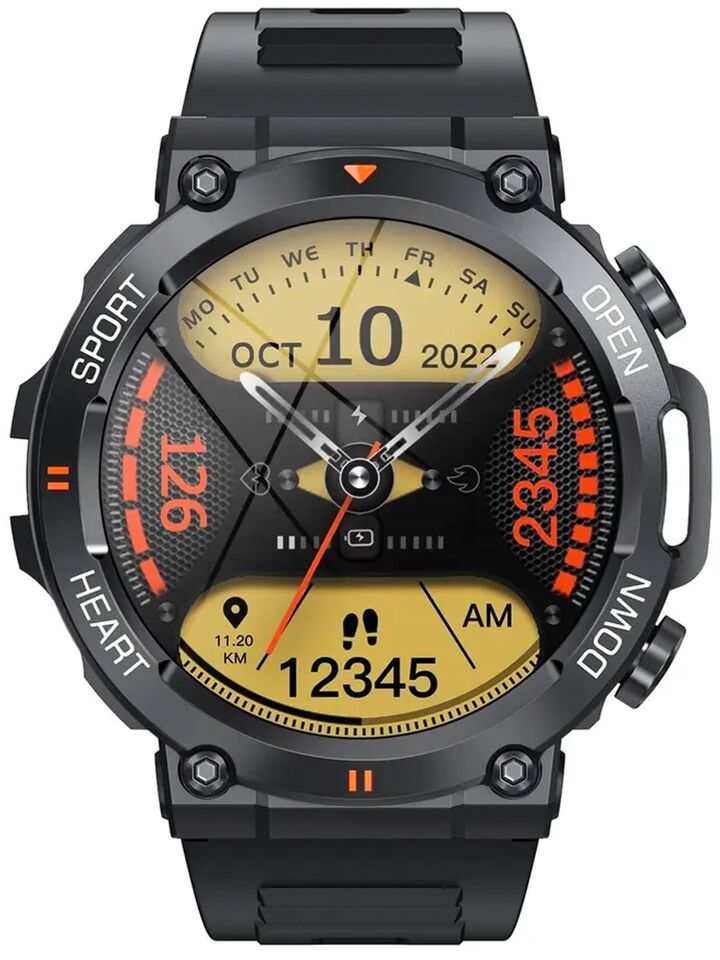 MO TU WE TH FR SA SU
OCT 10 2022
SPORT
OPEN
126
2345
HEART
DOWN
11.20
KM
AM
12345